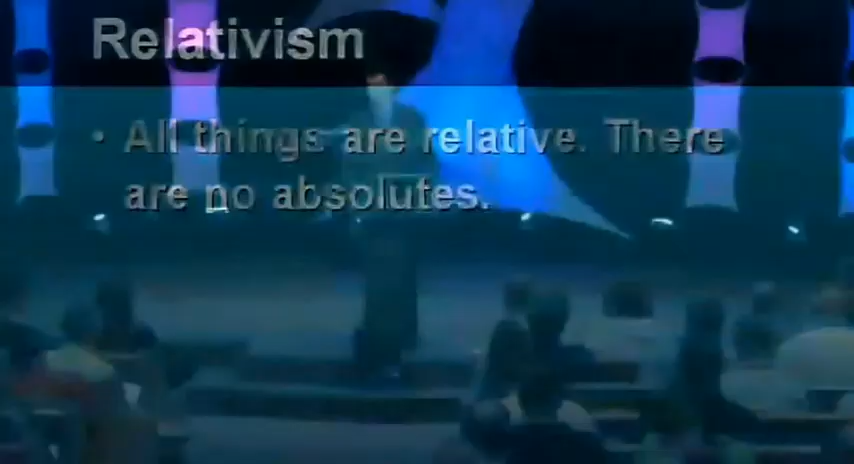 Relativism
• All things are relative. There
are no absolutes.